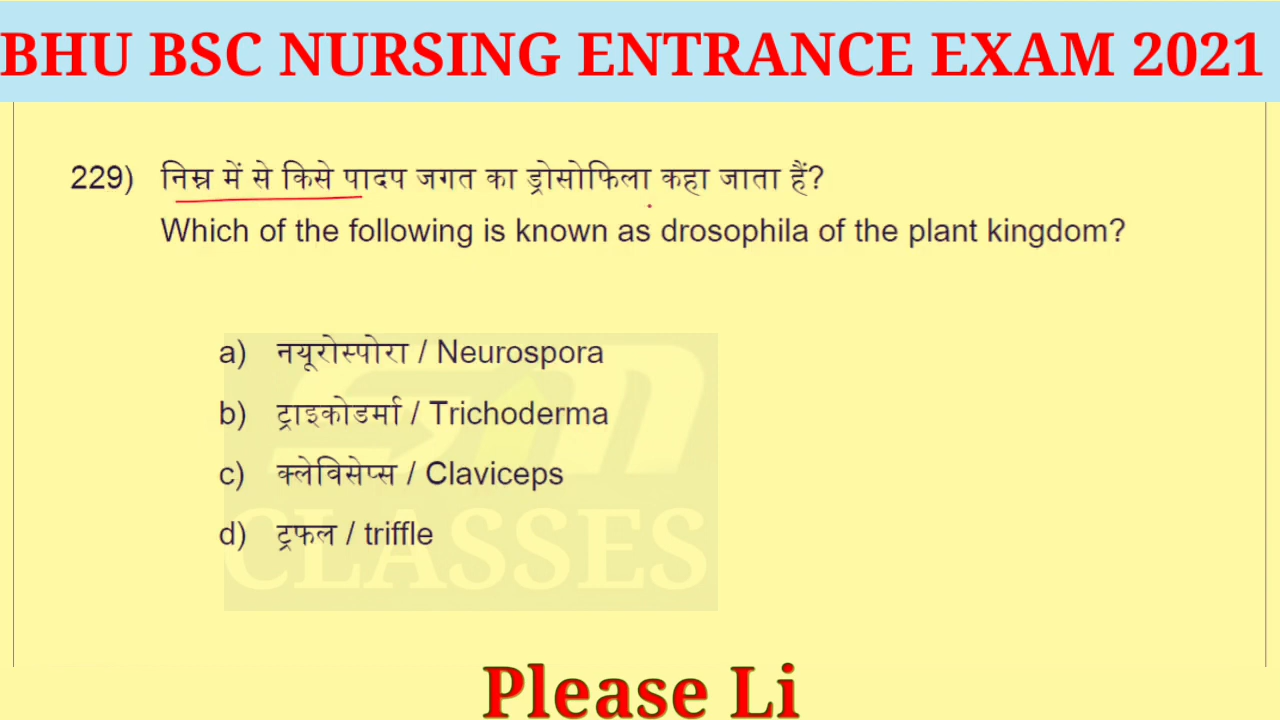 BHU BSC NURSING ENTRANCE EXAM 2021
229) निम्न में से किसे पादप जगत का ड्रोसोफिला कहा जाता हैं?
Which of the following is known as drosophila of the plant kingdom?
a) नयूरोस्पोरा / Neurospora
b) ट्राइकोडर्मा / Trichoderma
c) क्लेविसेप्स / Claviceps
d) ट्रफल / triffle
CLASSES
Please Li